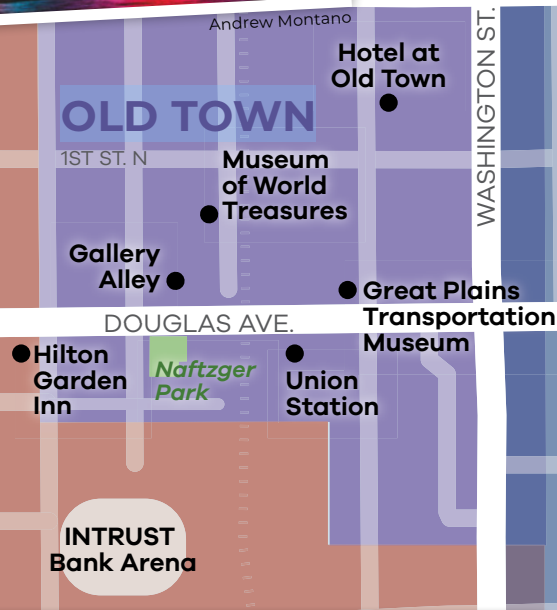 Andrew Montano
WASHINGTON ST.
Hotel at
Old Town
OLD TOWN
1ST ST. N
Museum
of World
Treasures
Gallery
Alley
Great Plains
Transportation
Museum
DOUGLAS AVE.
Hilton
Garden
Inn
Naftzger
Park
Union
Station
INTRUST
Bank Arena